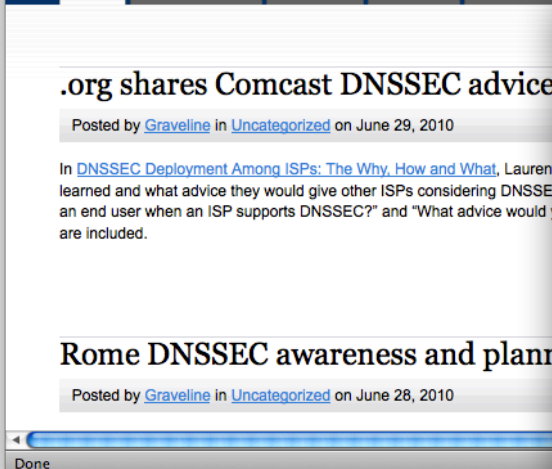 .org shares Comcast DNSSEC advice
Posted by Graveline in Uncategorized on June 29, 2010
In DNSSEC Deployment Among ISPs: The Why, How and What, Lauren
learned and what advice they would give other ISPs considering DNSSE
an end user when an ISP supports DNSSEC?” and “What advice would
are included.
Rome DNSSEC awareness and plann
Posted by Graveline in Uncategorized on June 28, 2010
Done